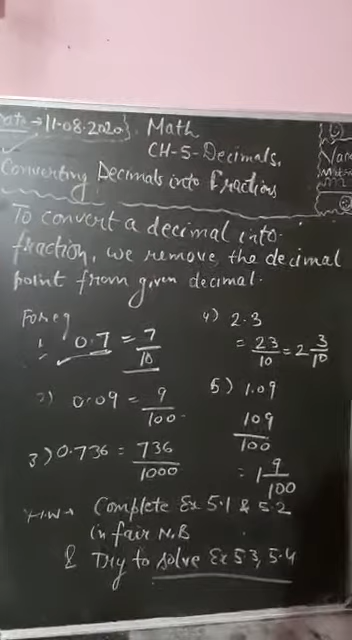 Date → 11.08.2020} Math
CH-5-Decimals.
Converting Decimals into Fractions
To convert a decimal into
fraction, we remove the decimal
point from given decimal.
For eg
1. 0.7 = 7/10
2) 0.09 = 9/100
3) 0.736 = 736/1000
4) 2.3
= 23/10 = 2 3/10
5) 1.09
109/100
= 1 9/100
H.W → Complete Ex 5.1 & 5.2
in fair N.B
& Try to solve Ex 5.3, 5.4